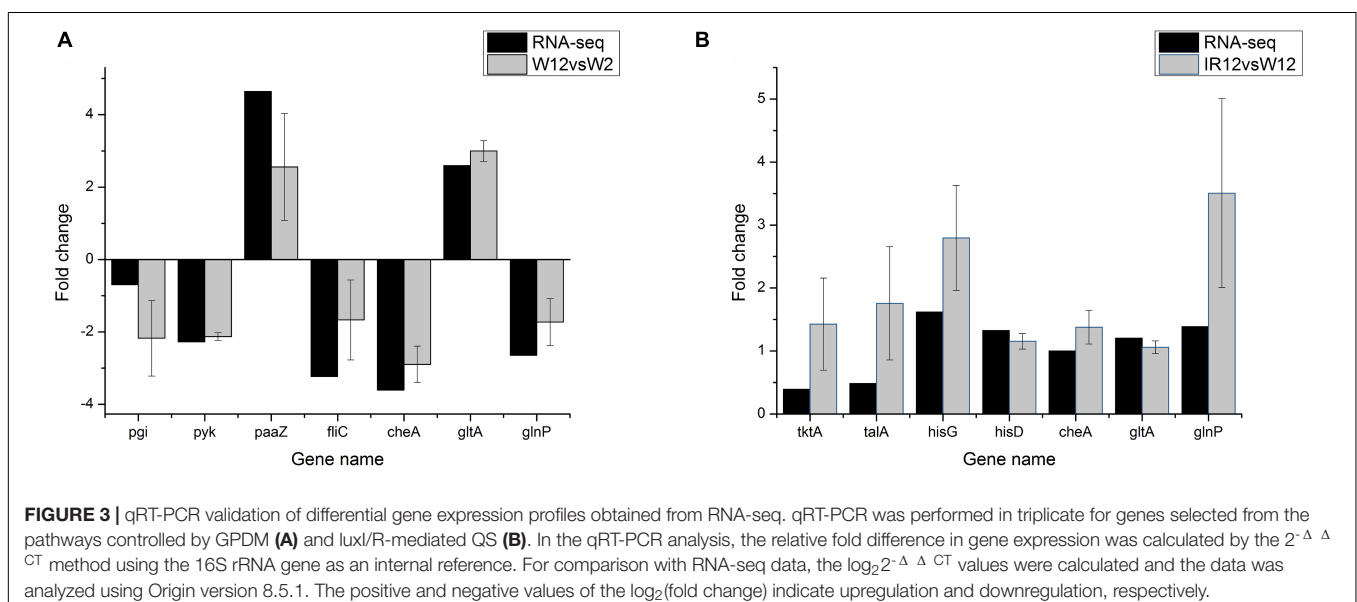 A
RNA-seq
W12vsW2
Fold change
4
2
0
-2
-4
pgi pyk paaZ fliC cheA gltA glnP
Gene name
B
RNA-seq
IR12vsW12
Fold change
5
4
3
2
1
0
tktA talA hisG hisD cheA gltA glnP
Gene name
FIGURE 3 | qRT-PCR validation of differential gene expression profiles obtained from RNA-seq. qRT-PCR was performed in triplicate for genes selected from the
pathways controlled by GPDM (A) and luxI/R-mediated QS (B). In the qRT-PCR analysis, the relative fold difference in gene expression was calculated by the 2-Δ Δ
CT method using the 16S rRNA gene as an internal reference. For comparison with RNA-seq data, the log22-Δ Δ CT values were calculated and the data was
analyzed using Origin version 8.5.1. The positive and negative values of the log2(fold change) indicate upregulation and downregulation, respectively.